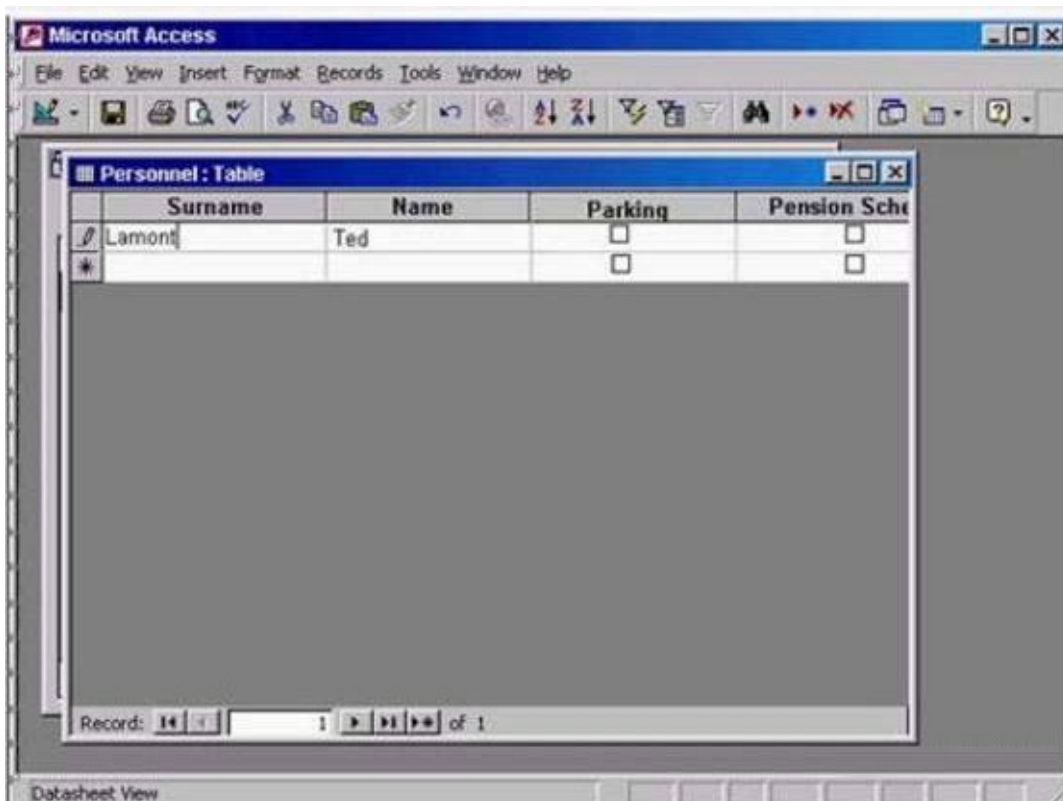 Microsoft Access
File Edit View Insert Format Records Tools Window Help
Personnel : Table
Surname Name Parking Pension Sche
Lamont Ted
Record: 1 of 1
Datasheet View